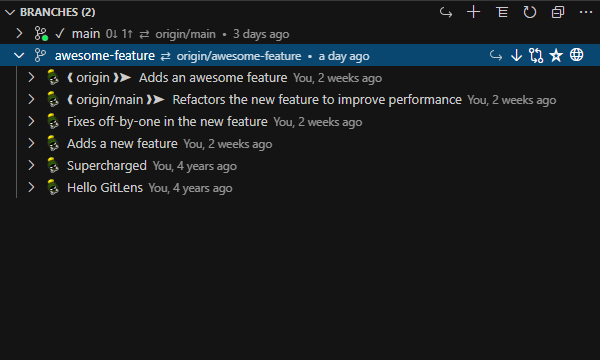 BRANCHES (2)
main 0↓ 1↑ ⇄ origin/main • 3 days ago
awesome-feature ⇄ origin/awesome-feature • a day ago
❨ origin ❩➤ Adds an awesome feature You, 2 weeks ago
❨ origin/main ❩➤ Refactors the new feature to improve performance You, 2 weeks ago
Fixes off-by-one in the new feature You, 2 weeks ago
Adds a new feature You, 2 weeks ago
Supercharged You, 4 years ago
Hello GitLens You, 4 years ago